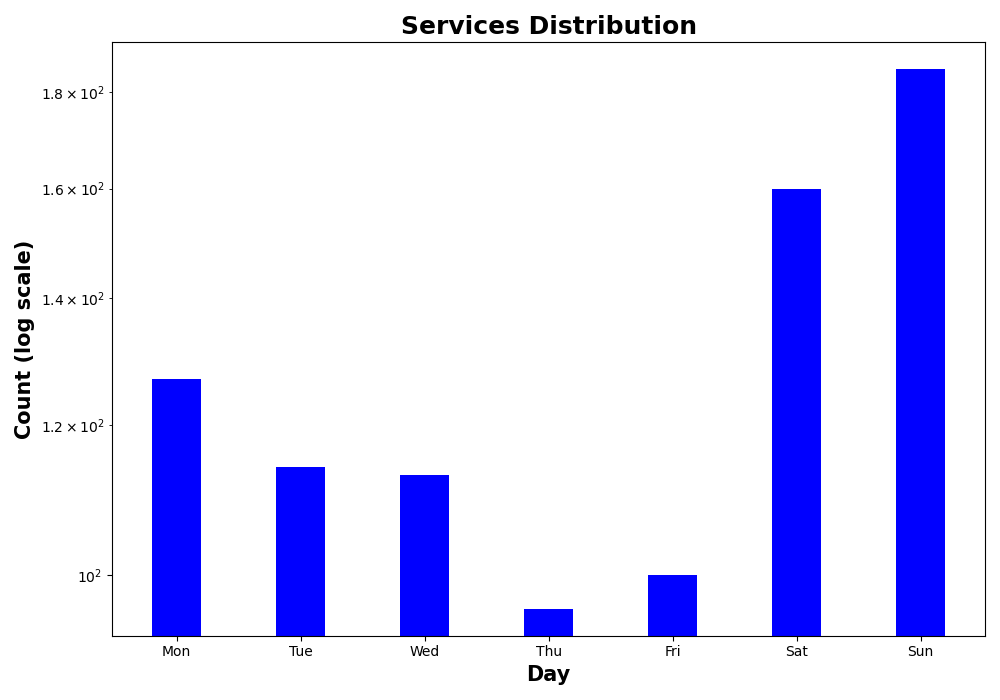 Services Distribution
Count (log scale)
1.8 × 10²
1.6 × 10²
1.4 × 10²
1.2 × 10²
10²
Mon Tue Wed Thu Fri Sat Sun
Day